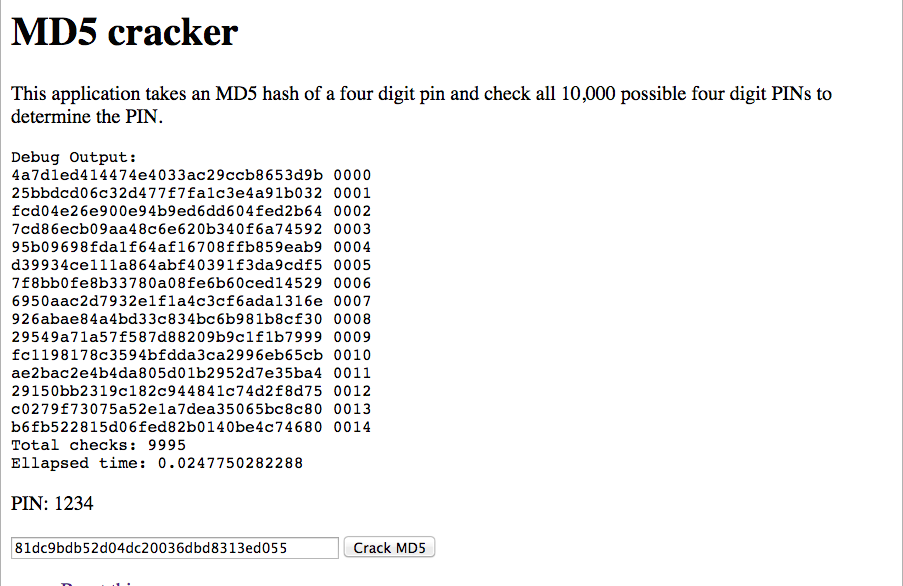 MD5 cracker
This application takes an MD5 hash of a four digit pin and check all 10,000 possible four digit PINs to
determine the PIN.
Debug Output:
4a7d1ed414474e4033ac29ccb8653d9b 0000
25bbdcd06c32d477f7fa1c3e4a91b032 0001
fcd04e26e900e94b9ed6dd604fed2b64 0002
7cd86ecb09aa48c6e620b340f6a74592 0003
95b09698fda1f64af16708ffb859eab9 0004
d39934ce111a864abf40391f3da9cdf5 0005
7f8bb0fe8b33780a08fe6b60ced14529 0006
6950aac2d7932e1f1a4c3cf6ada1316e 0007
926abae84a4bd33c834bc6b981b8cf30 0008
29549a71a57f587d88209b9c1f1b7999 0009
fc1198178c3594bfdda3ca2996eb65cb 0010
ae2bac2e4b4da805d01b2952d7e35ba4 0011
29150bb2319c182c944841c74d2f8d75 0012
c0279f73075a52e1a7dea35065bc8c80 0013
b6fb522815d06fed82b0140be4c74680 0014
Total checks: 9995
Ellapsed time: 0.0247750282288
PIN: 1234
81dc9bdb52d04dc20036dbd8313ed055 Crack MD5